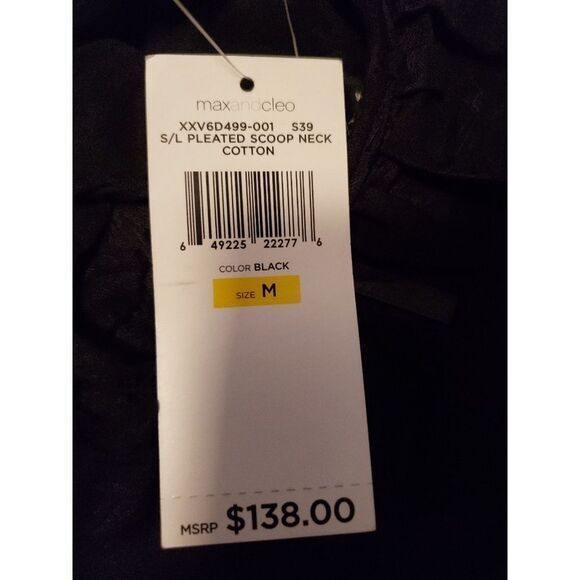 maxandcleo
XXV6D499-001 S39
S/L PLEATED SCOOP NECK
COTTON
6 49225 22277 6
COLOR BLACK
SIZE M
MSRP $138.00